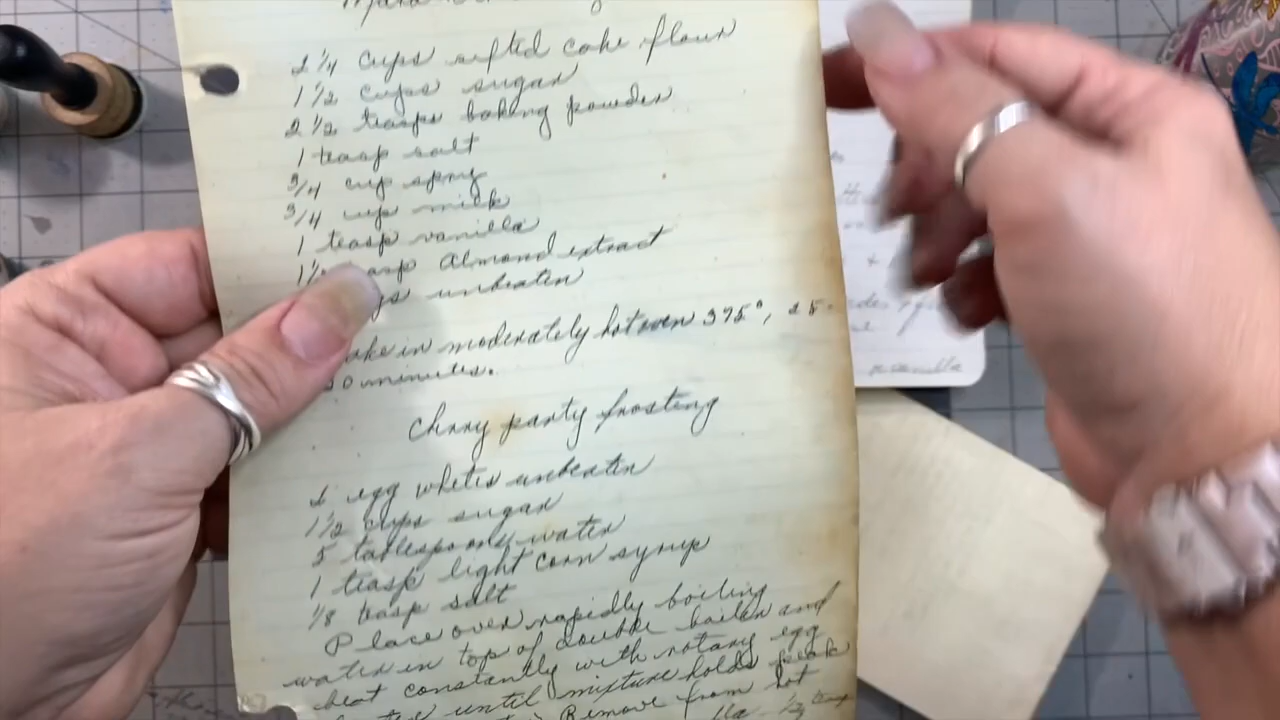 2 1/4 cups sifted cake flour
1 1/2 cups sugar
2 1/2 teasps baking powder
1 teasp salt
3/4 cup spry
3/4 cup milk
1 teasp vanilla
Almond extract
unbeaten
in moderately hot oven 375°, 25-
minutes.
Chrry party frosting
2 egg whites unbeaten
1 1/2 cups sugar
5 tablespoons water
1 teasp light corn syrup
1/8 teasp salt
Place over rapidly boiling
water in top of double boiler and
beat constantly with rotary egg
until mixture holds peak
Remove from hot